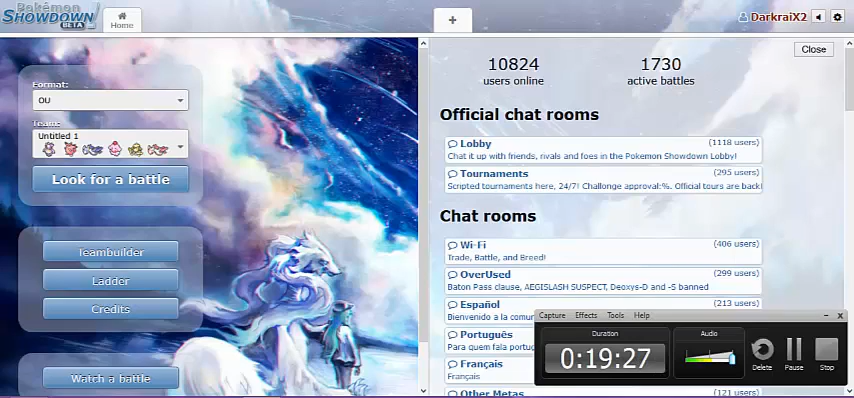 Pokémon
SHOWDOWN!
BETA
Home
+
DarkraiX2
Format:
OU
Team:
Untitled 1
Look for a battle
Teambuilder
Ladder
Credits
Watch a battle
Close
10824
users online
1730
active battles
Official chat rooms
Lobby (1118 users)
Chat it up with friends, rivals and foes in the Pokemon Showdown Lobby!
Tournaments (295 users)
Scripted tournaments here, 24/7! Challonge approval:%. Official tours are back!
Chat rooms
Wi-Fi (406 users)
Trade, Battle, and Breed!
OverUsed (299 users)
Baton Pass clause, AEGISLASH SUSPECT, Deoxys-D and -S banned
Español (213 users)
Bienvenido a la comu
Português
Para quem fala portug
Français
Français
Other Metas (121 users)
Capture Effects Tools Help – x
Duration
0:19:27
Audio
Delete Pause Stop